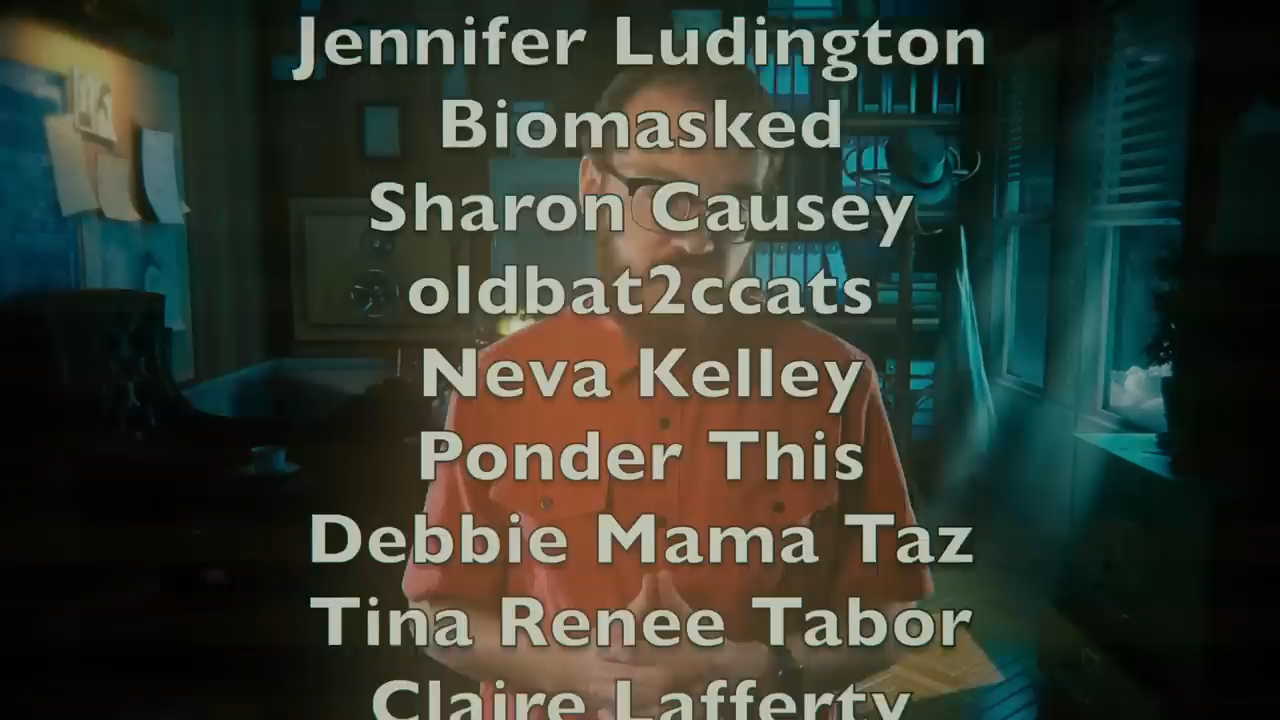 Jennifer Ludington
Biomasked
Sharon Causey
oldbat2ccats
Neva Kelley
Ponder This
Debbie Mama Taz
Tina Renee Tabor
Claire Lafferty